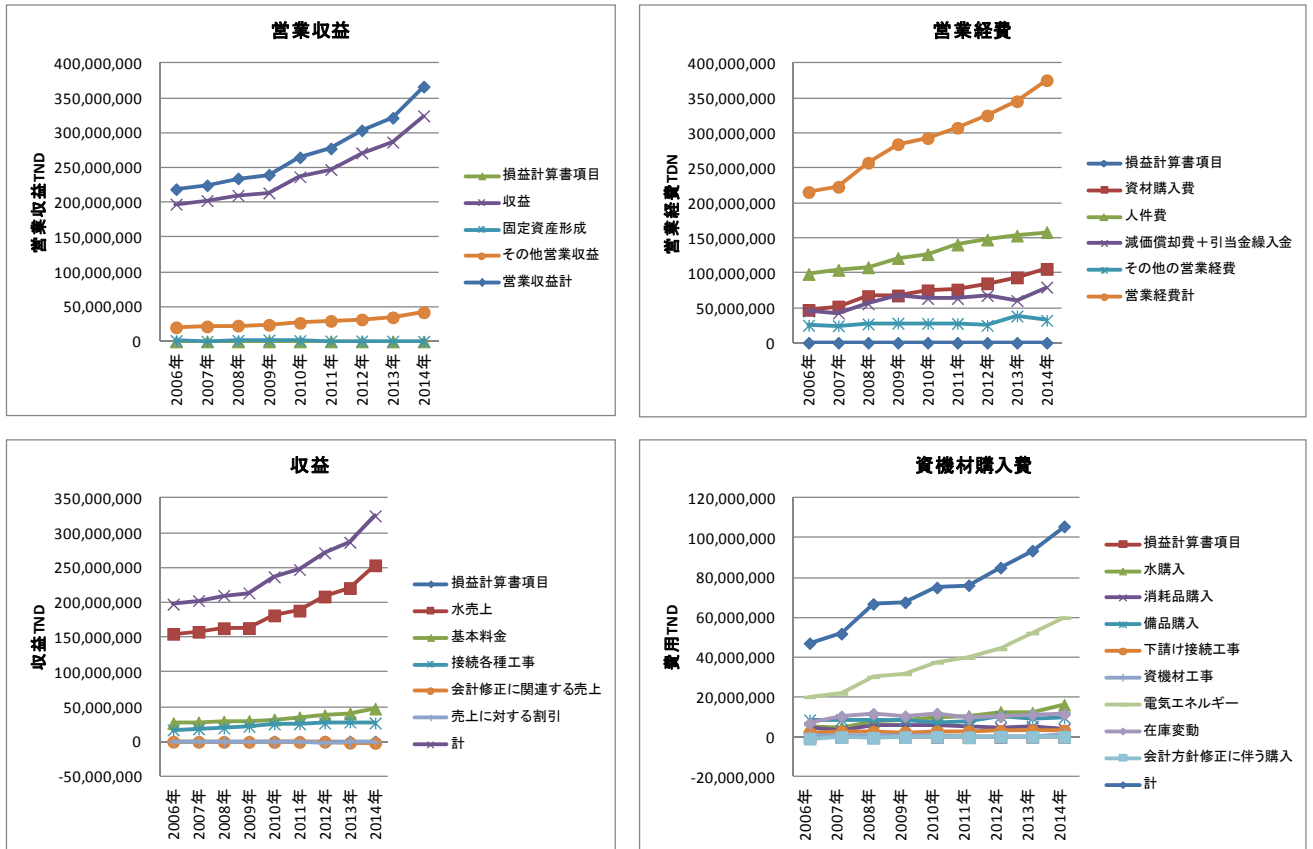 営業収益
400,000,000
350,000,000
300,000,000
250,000,000
200,000,000
150,000,000
100,000,000
50,000,000
0
営業収益TND
2006年
2007年
2008年
2009年
2010年
2011年
2012年
2013年
2014年
損益計算書項目
収益
固定資産形成
その他営業収益
営業収益計
営業経費
400,000,000
350,000,000
300,000,000
250,000,000
200,000,000
150,000,000
100,000,000
50,000,000
0
営業経費TDN
2006年
2007年
2008年
2009年
2010年
2011年
2012年
2013年
2014年
損益計算書項目
資材購入費
人件費
減価償却費+引当金繰入金
その他の営業経費
営業経費計
収益
350,000,000
300,000,000
250,000,000
200,000,000
150,000,000
100,000,000
50,000,000
0
-50,000,000
収益TND
2006年
2007年
2008年
2009年
2010年
2011年
2012年
2013年
2014年
損益計算書項目
水売上
基本料金
接続各種工事
会計修正に関連する売上
売上に対する割引
計
資機材購入費
120,000,000
100,000,000
80,000,000
60,000,000
40,000,000
20,000,000
0
-20,000,000
費用TND
2006年
2007年
2008年
2009年
2010年
2011年
2012年
2013年
2014年
損益計算書項目
水購入
消耗品購入
備品購入
下請け接続工事
資機材工事
電気エネルギー
在庫変動
会計方針修正に伴う購入
計